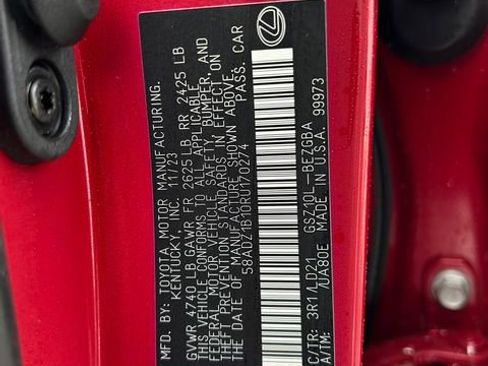 MFD. BY: TOYOTA MOTOR MANUFACTURING,
KENTUCKY, INC. 11/23
GVWR 4740 LB GAWR FR 2625 LB RR 2425 LB
THIS VEHICLE CONFORMS TO ALL APPLICABLE
FEDERAL MOTOR VEHICLE SAFETY, BUMPER, AND
THEFT PREVENTION STANDARDS IN EFFECT ON
THE DATE OF MANUFACTURE SHOWN ABOVE.
58ADZ1B10RU170274 PASS. CAR
C/TR: 3R1 /LD21 GSZ10L-BEZGBA
A/TM: /UA80E MADE IN U.S.A. 99973